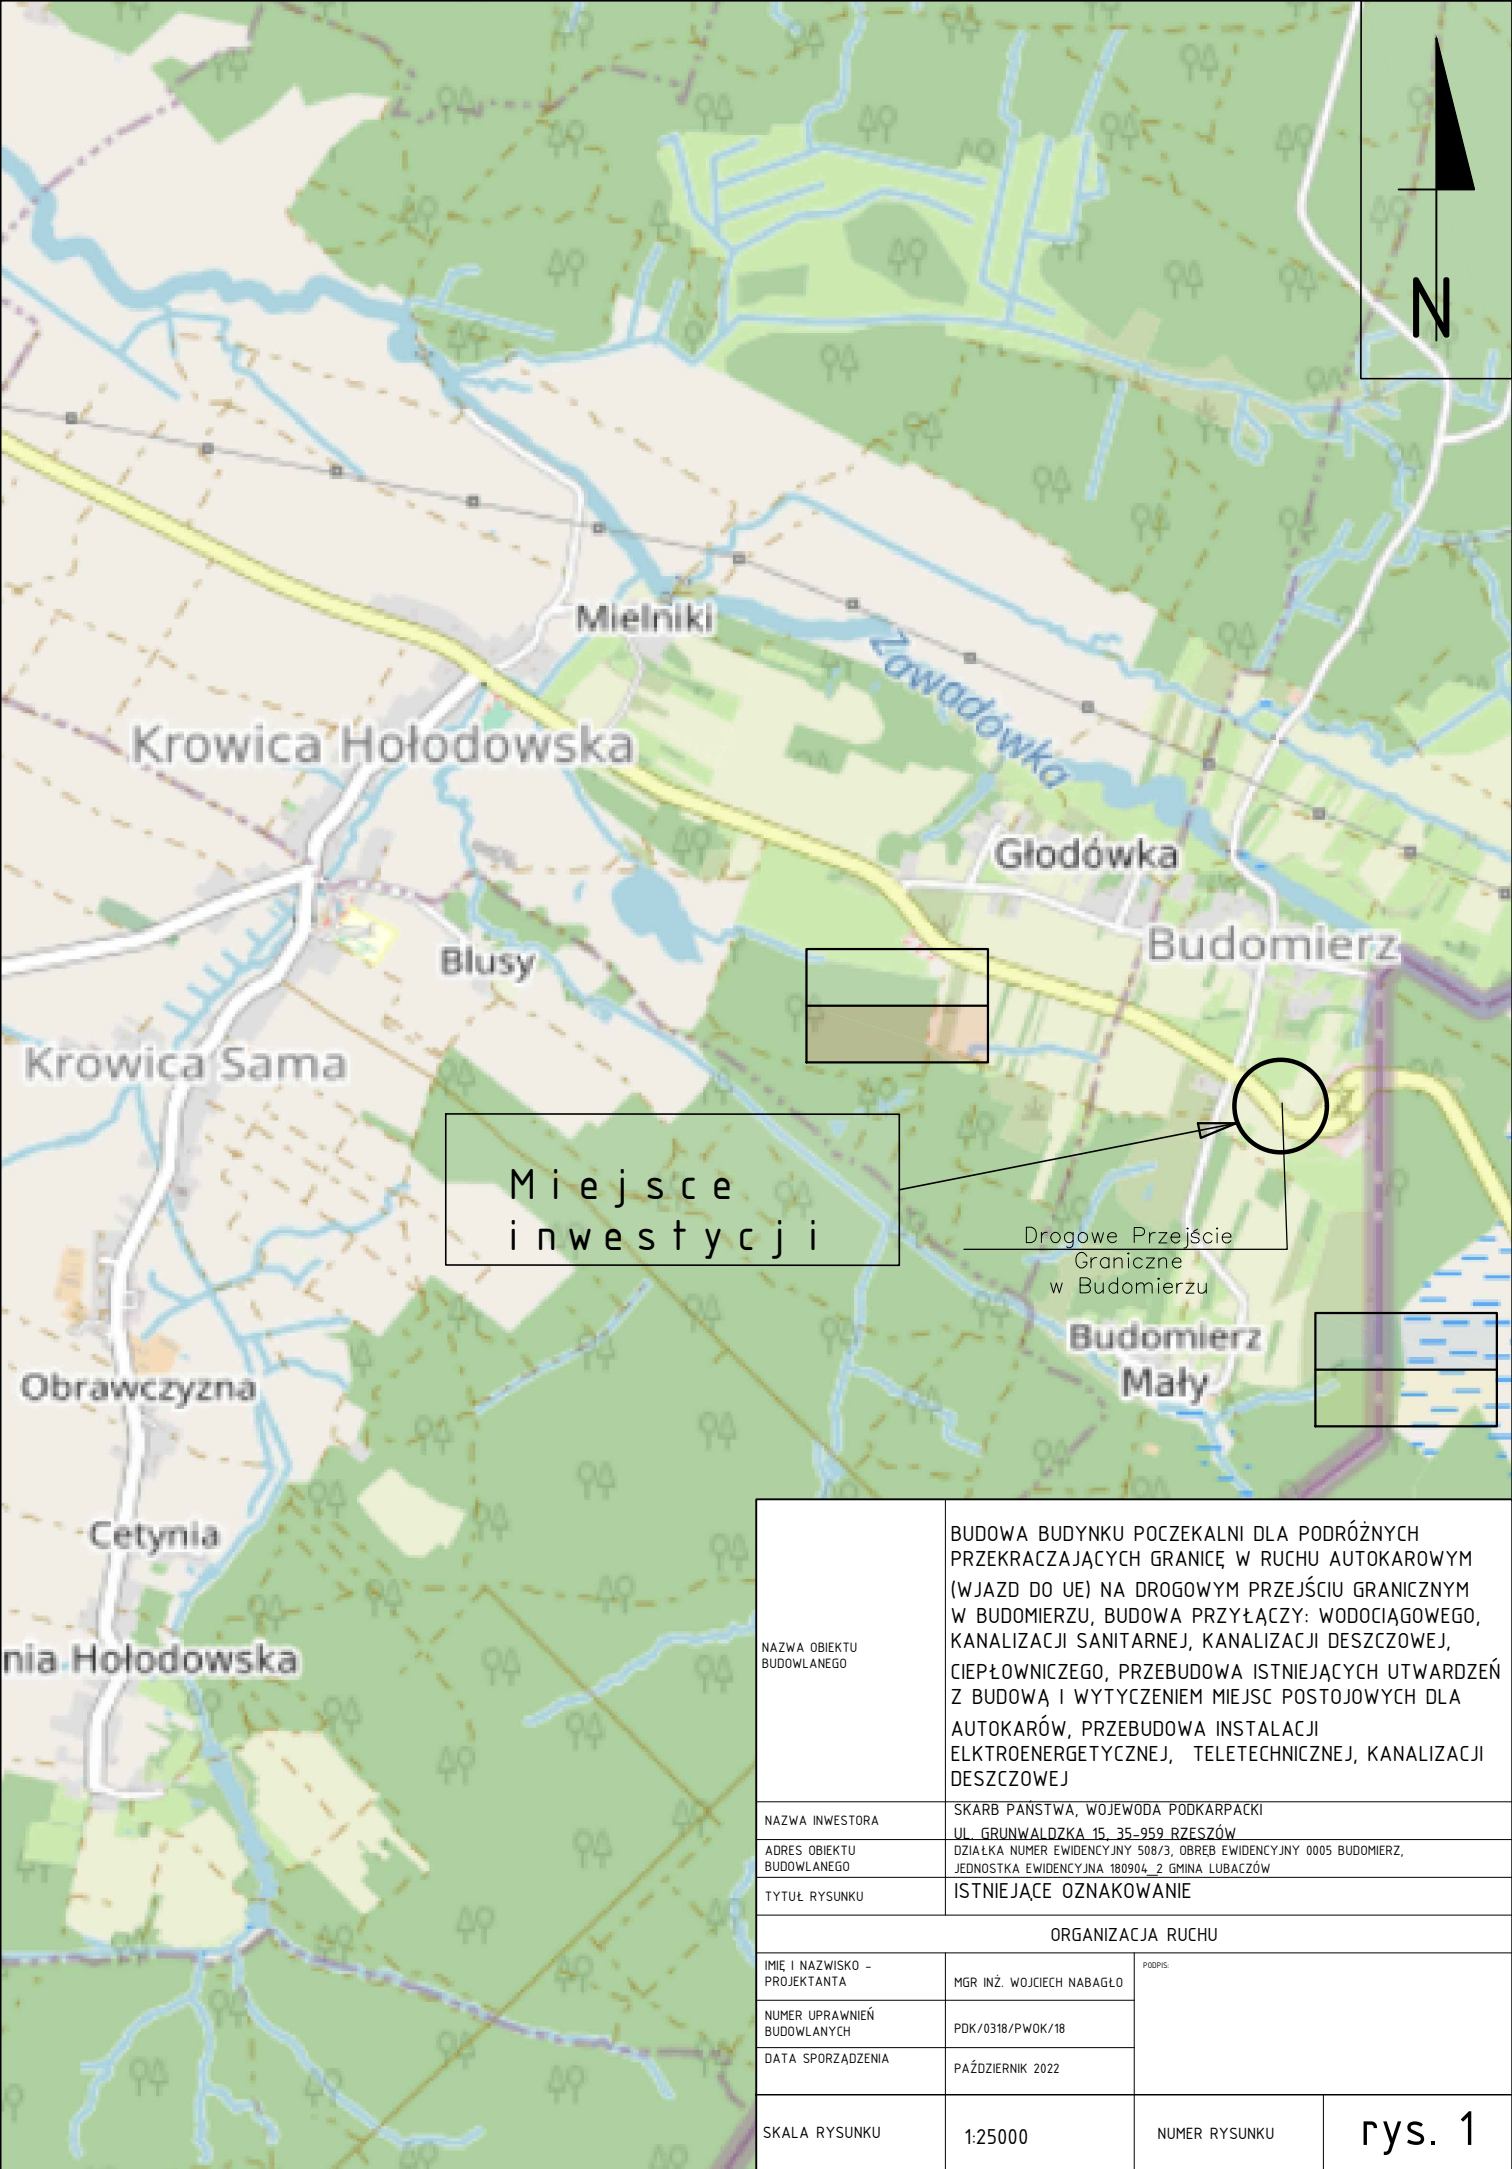 N
Mielniki
Zawadówka
Krowica Hołodowska
Głodówka
Budomierz
Blusy
Krowica Sama
Miejsce
inwestycji
Drogowe Przejście
Graniczne
w Budomierzu
Budomierz
Mały
Obrawczyzna
Cetynia
nia Hołodowska
NAZWA OBIEKTU
BUDOWLANEGO
BUDOWA BUDYNKU POCZEKALNI DLA PODRÓŻNYCH
PRZEKRACZAJĄCYCH GRANICĘ W RUCHU AUTOKAROWYM
(WJAZD DO UE) NA DROGOWYM PRZEJŚCIU GRANICZNYM
W BUDOMIERZU, BUDOWA PRZYŁĄCZY: WODOCIĄGOWEGO,
KANALIZACJI SANITARNEJ, KANALIZACJI DESZCZOWEJ,
CIEPŁOWNICZEGO, PRZEBUDOWA ISTNIEJĄCYCH UTWARDZEŃ
Z BUDOWĄ I WYTYCZENIEM MIEJSC POSTOJOWYCH DLA
AUTOKARÓW, PRZEBUDOWA INSTALACJI
ELKTROENERGETYCZNEJ, TELETECHNICZNEJ, KANALIZACJI
DESZCZOWEJ
NAZWA INWESTORA
SKARB PAŃSTWA, WOJEWODA PODKARPACKI
UL. GRUNWALDZKA 15, 35-959 RZESZÓW
ADRES OBIEKTU
BUDOWLANEGO
DZIAŁKA NUMER EWIDENCYJNY 508/3, OBRĘB EWIDENCYJNY 0005 BUDOMIERZ,
JEDNOSTKA EWIDENCYJNA 180904_2 GMINA LUBACZÓW
TYTUŁ RYSUNKU
ISTNIEJĄCE OZNAKOWANIE
ORGANIZACJA RUCHU
IMIĘ I NAZWISKO -
PROJEKTANTA
MGR INŻ. WOJCIECH NABAGŁO
PODPIS:
NUMER UPRAWNIEŃ
BUDOWLANYCH
PDK/0318/PWOK/18
DATA SPORZĄDZENIA
PAŹDZIERNIK 2022
SKALA RYSUNKU
1:25000
NUMER RYSUNKU
rys. 1